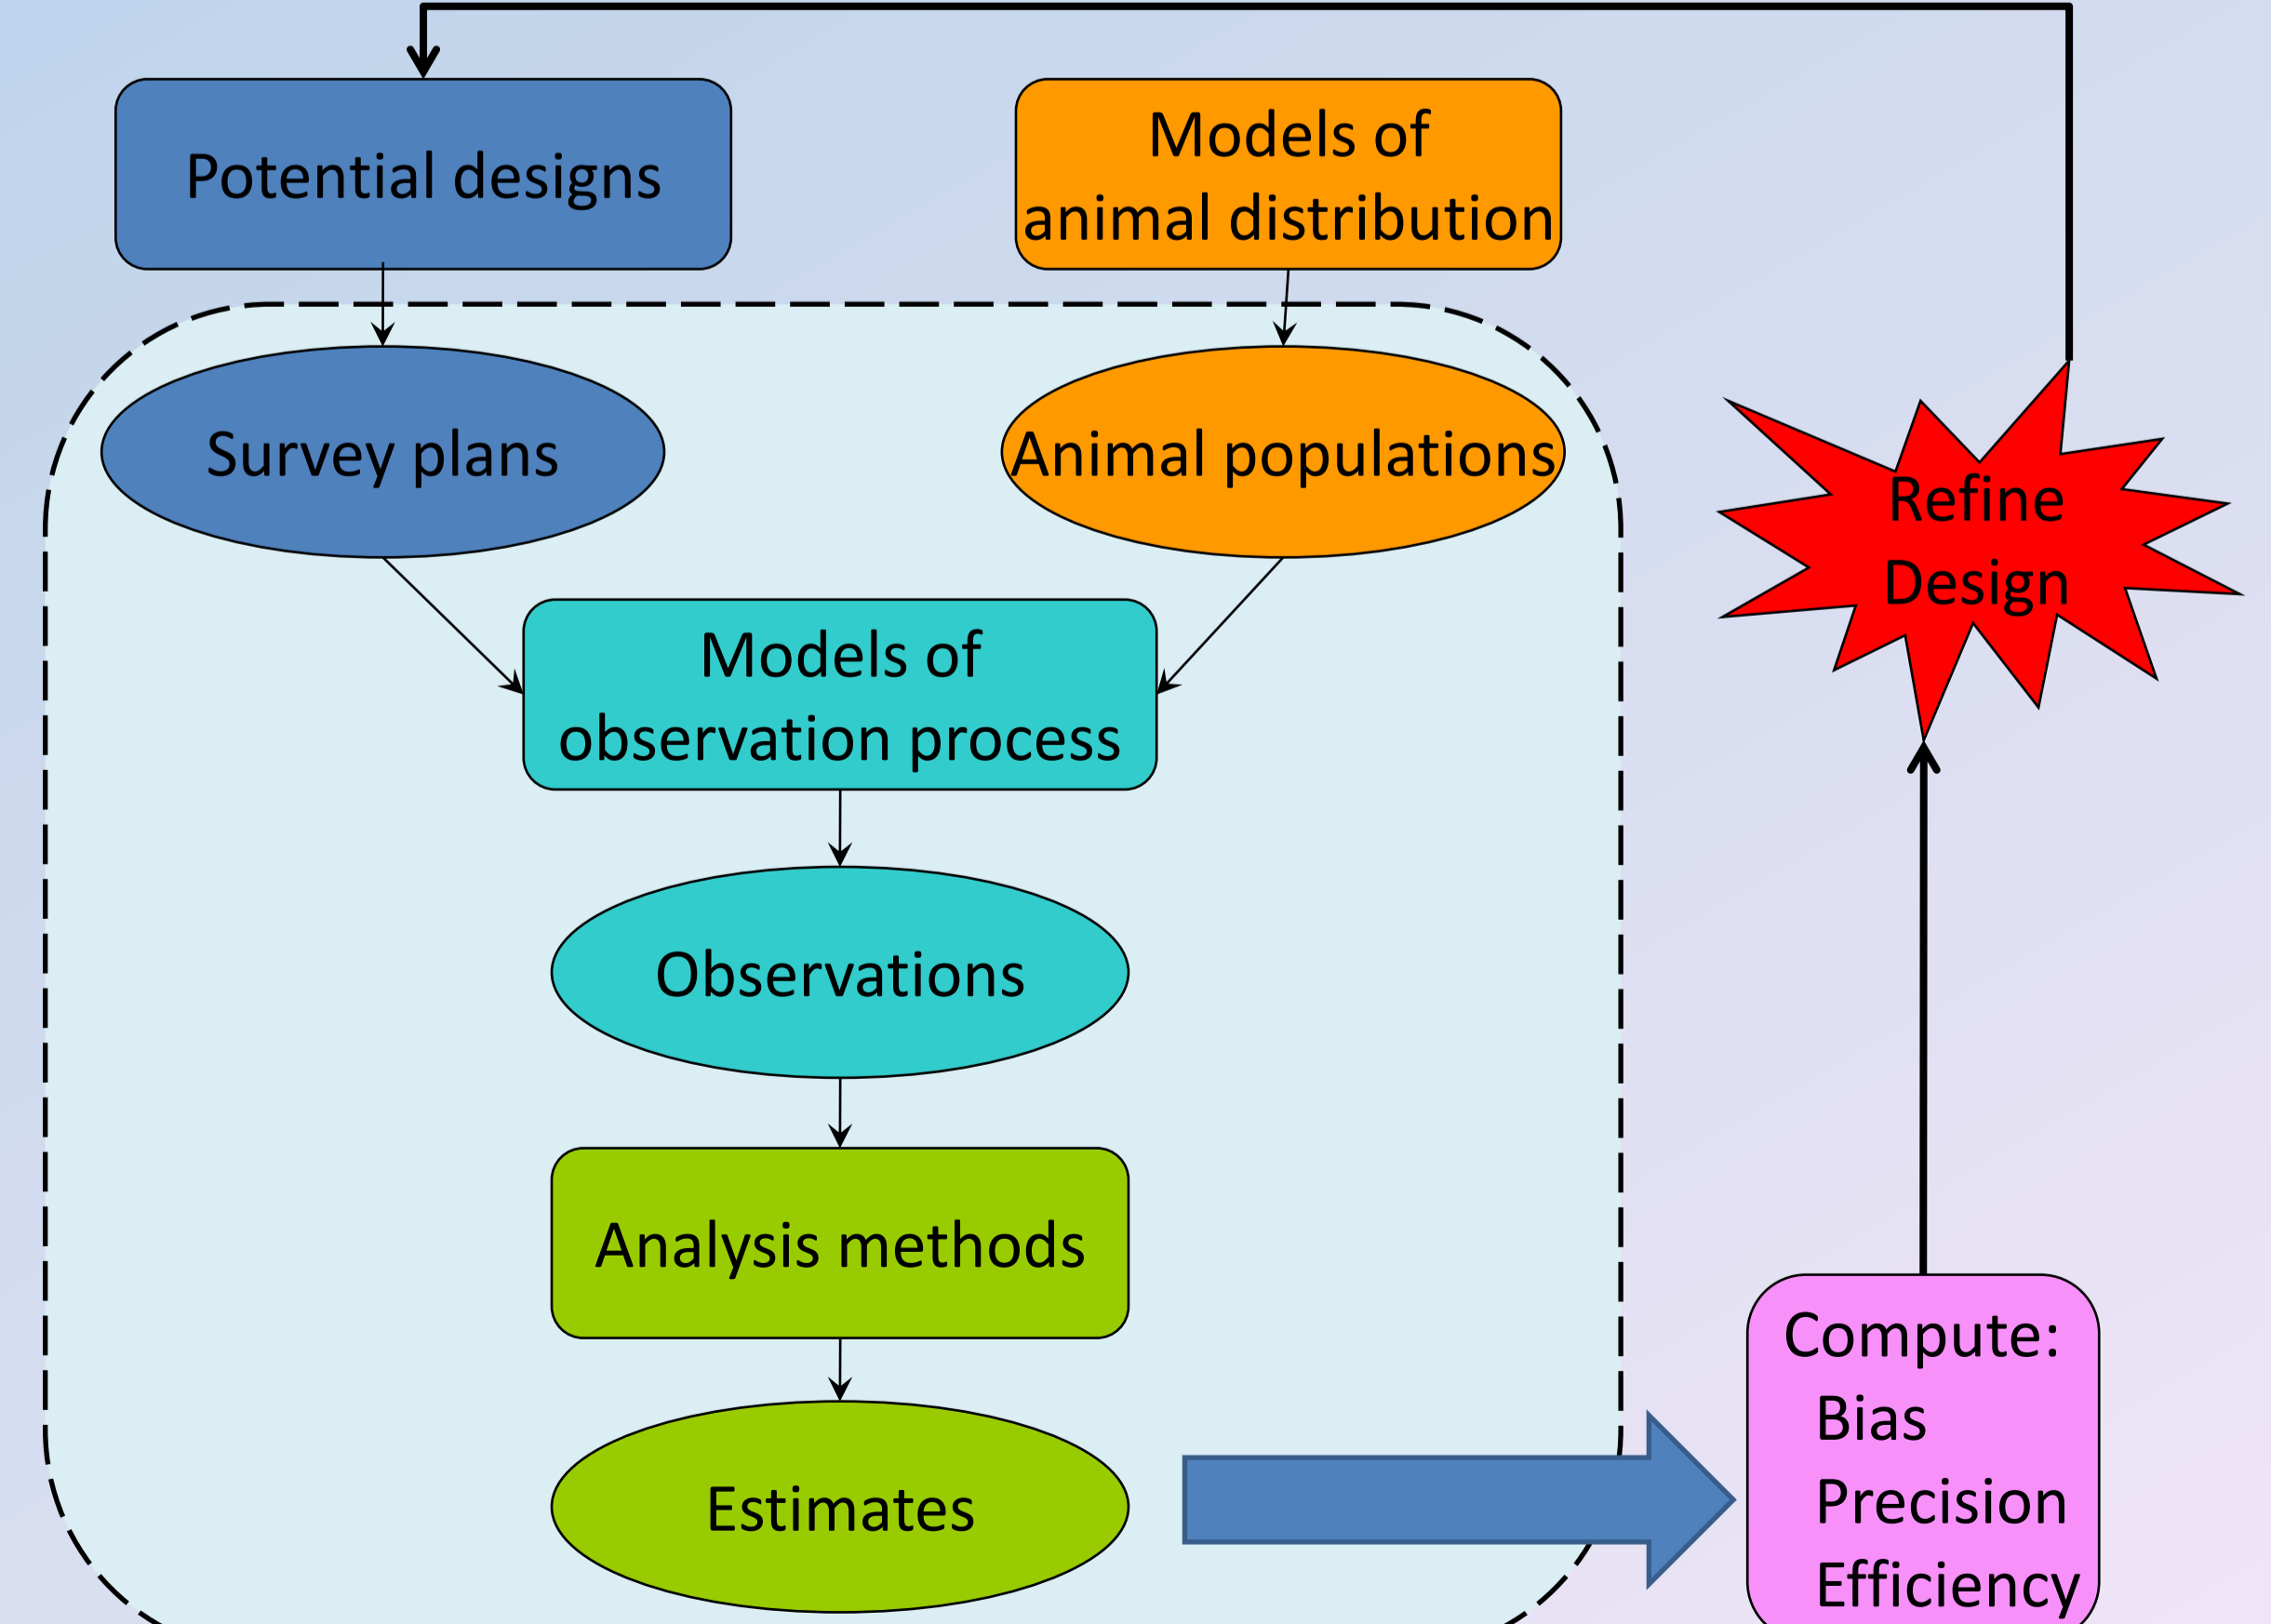 Potential designs
Models of
animal distribution
Survey plans
Animal populations
Refine
Design
Models of
observation process
Observations
Analysis methods
Estimates
Compute:
Bias
Precision
Efficiency